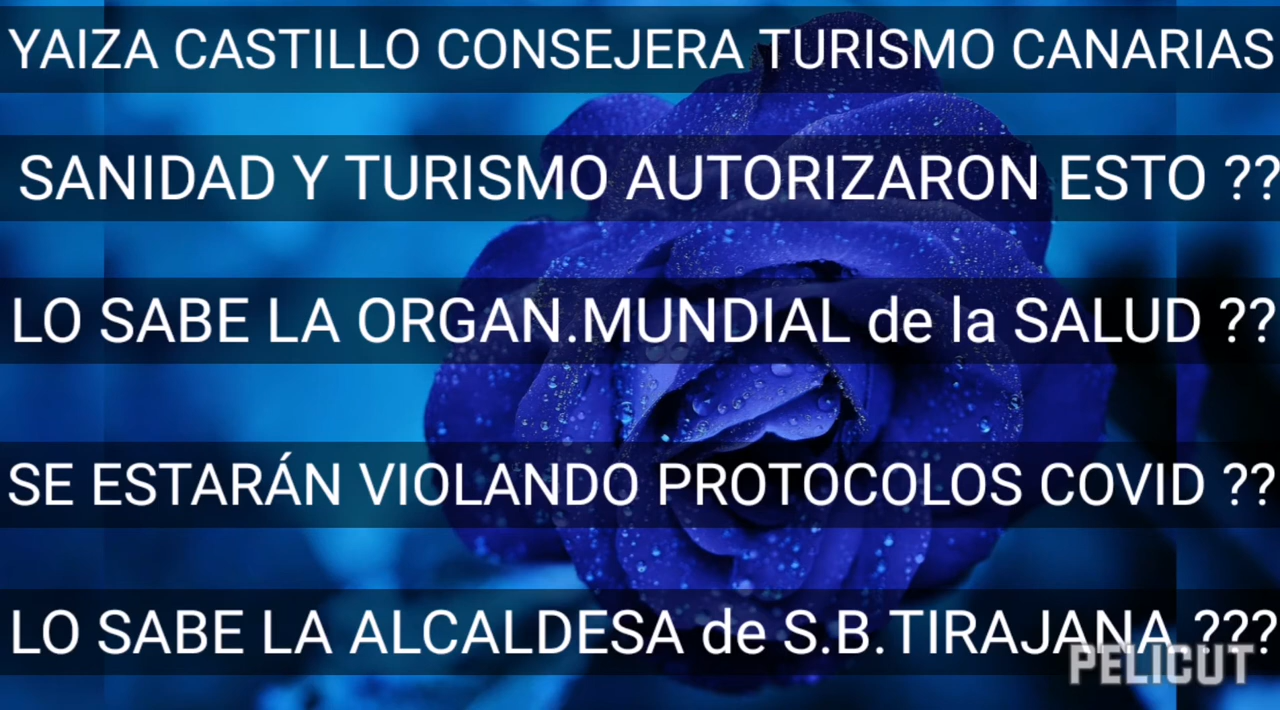 YAIZA CASTILLO CONSEJERA TURISMO CANARIAS
SANIDAD Y TURISMO AUTORIZARON ESTO ??
LO SABE LA ORGAN.MUNDIAL de la SALUD ??
SE ESTARÁN VIOLANDO PROTOCOLOS COVID ??
LO SABE LA ALCALDESA de S.B.TIRAJANA ???
PELICUT